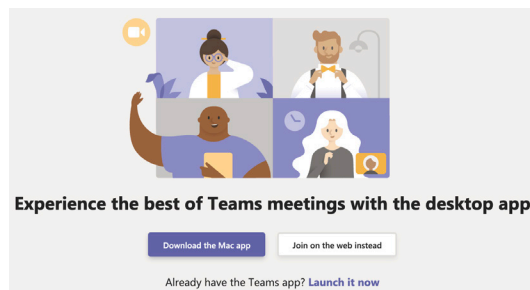 Experience the best of Teams meetings with the desktop app
Download the Mac app
Join on the web instead
Already have the Teams app? Launch it now